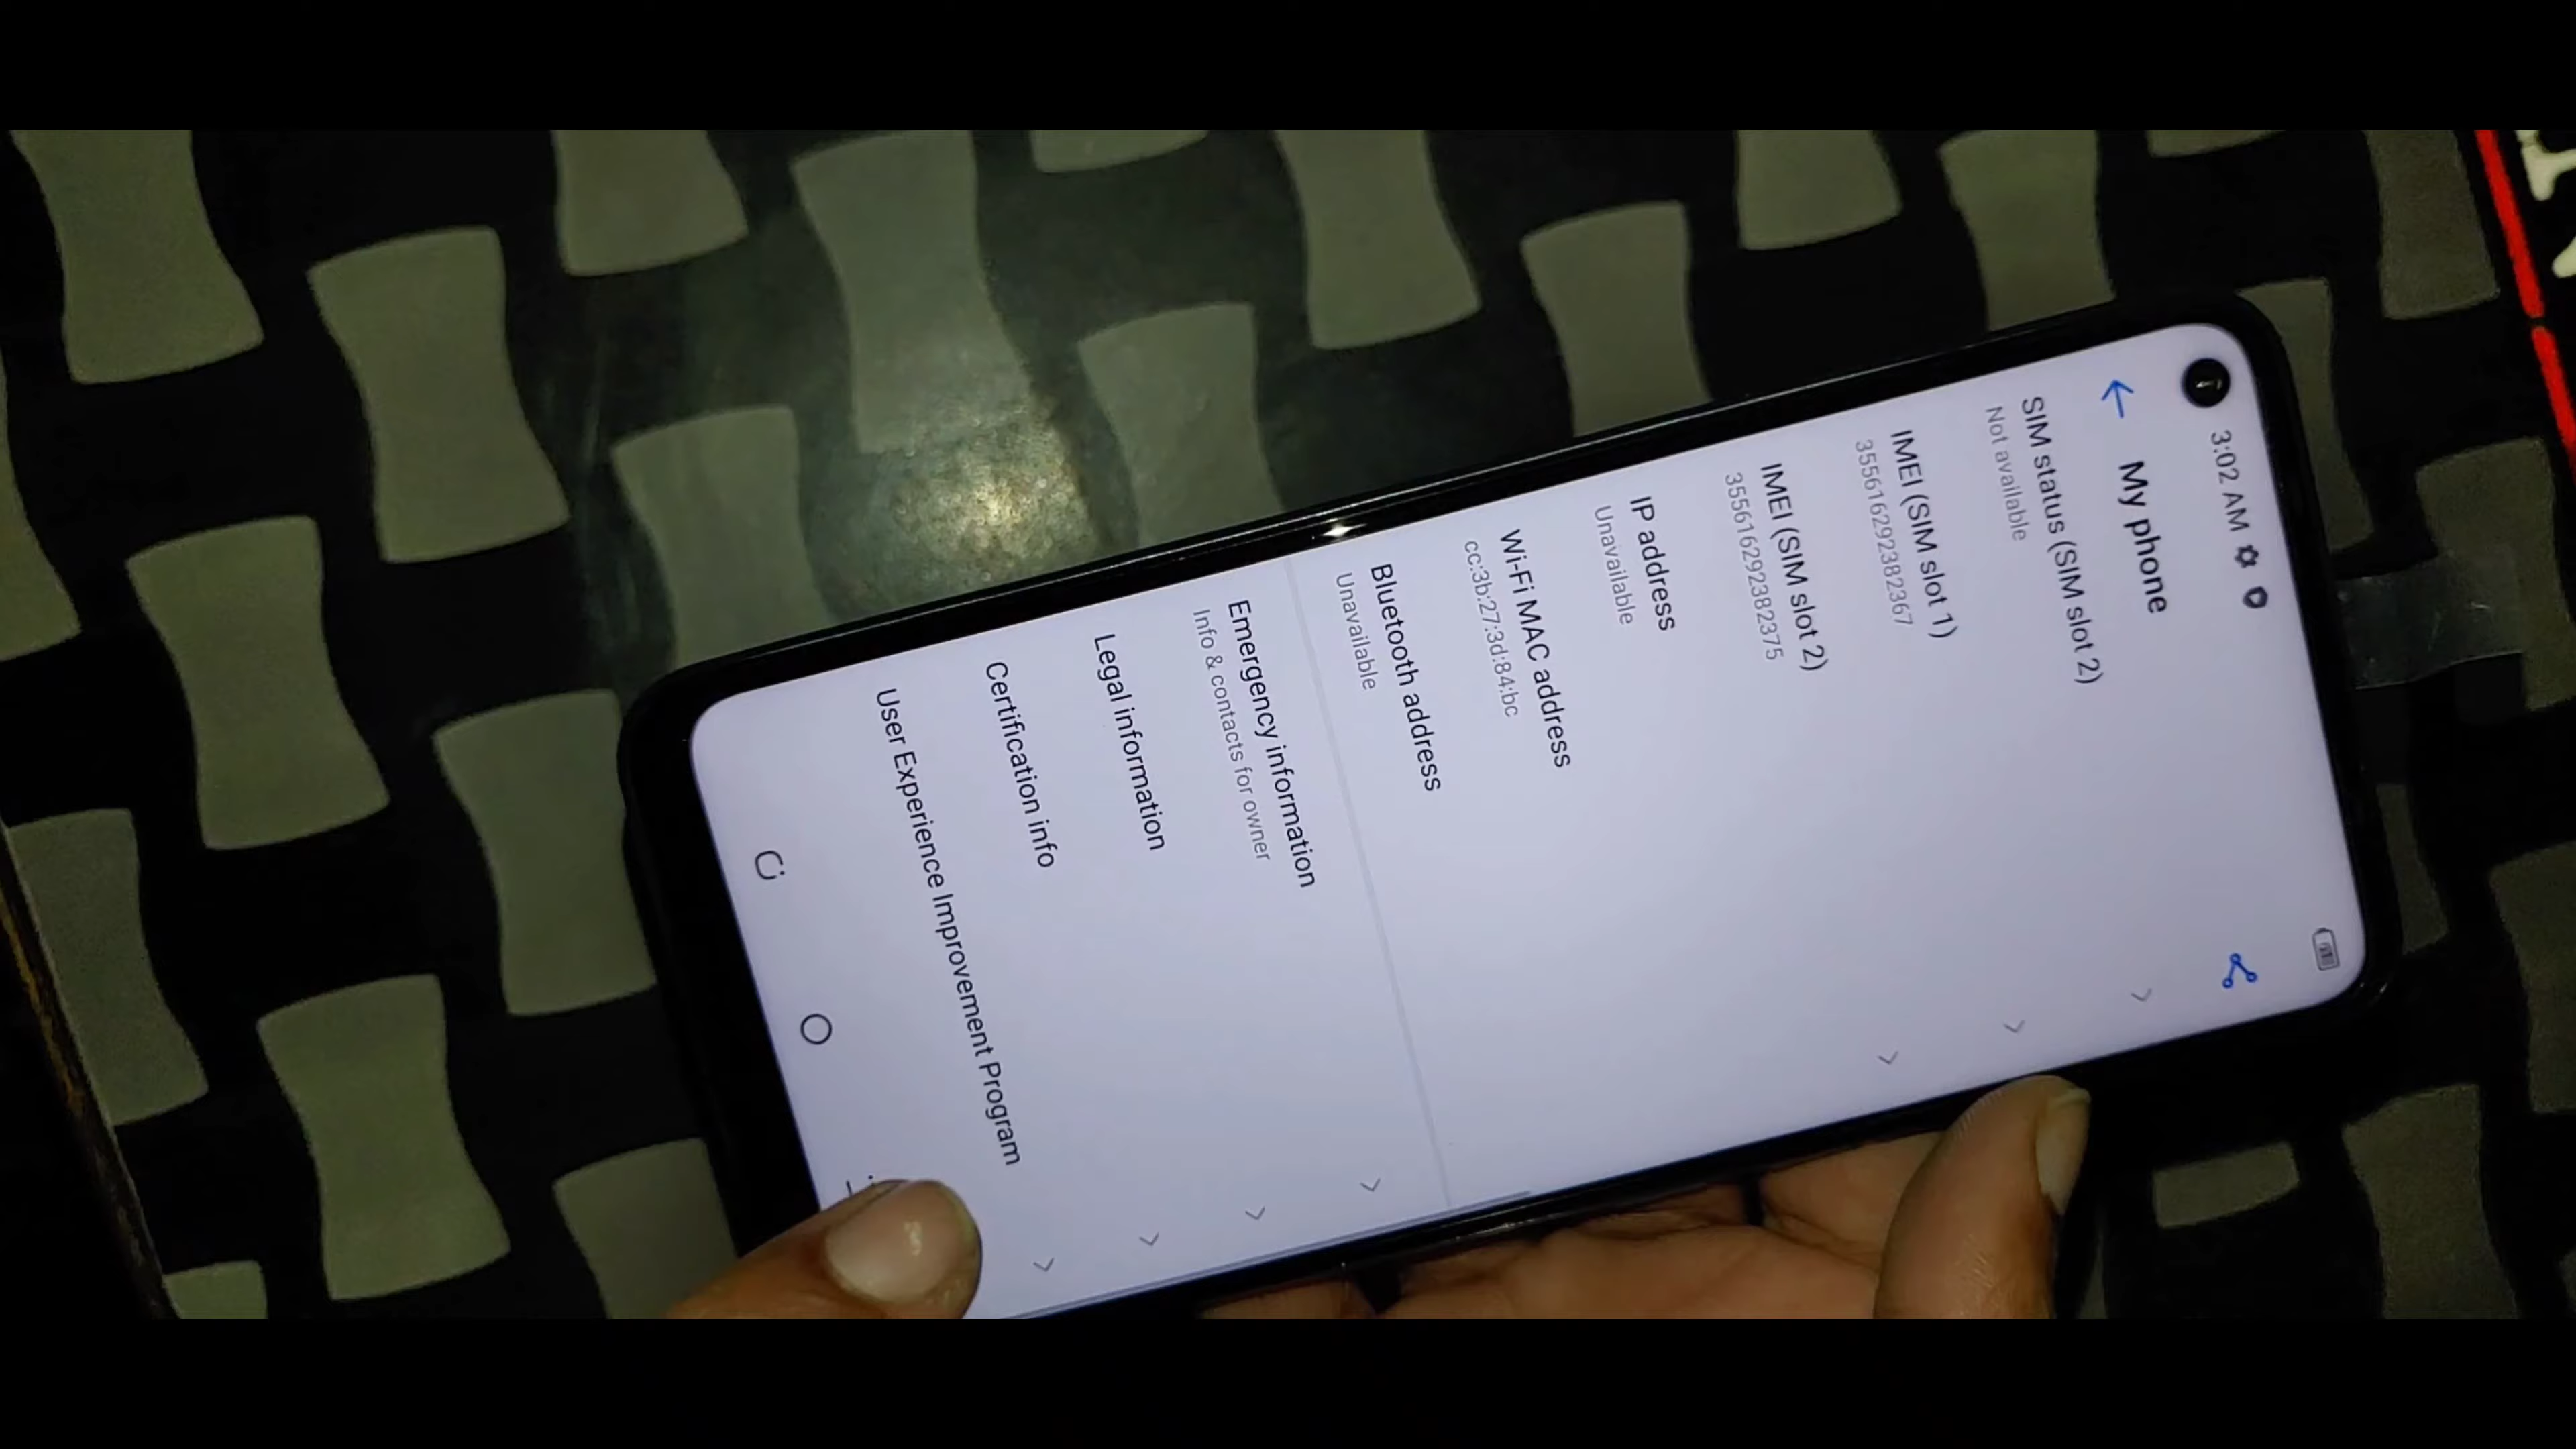 3:02 AM
My phone
SIM status (SIM slot 2)
Not available
IMEI (SIM slot 1)
355616292382367
IMEI (SIM slot 2)
355616292382375
IP address
Unavailable
Wi-Fi MAC address
cc:3b:27:3d:84:bc
Bluetooth address
Unavailable
Emergency information
Info & contacts for owner
Legal information
Certification info
User Experience Improvement Program